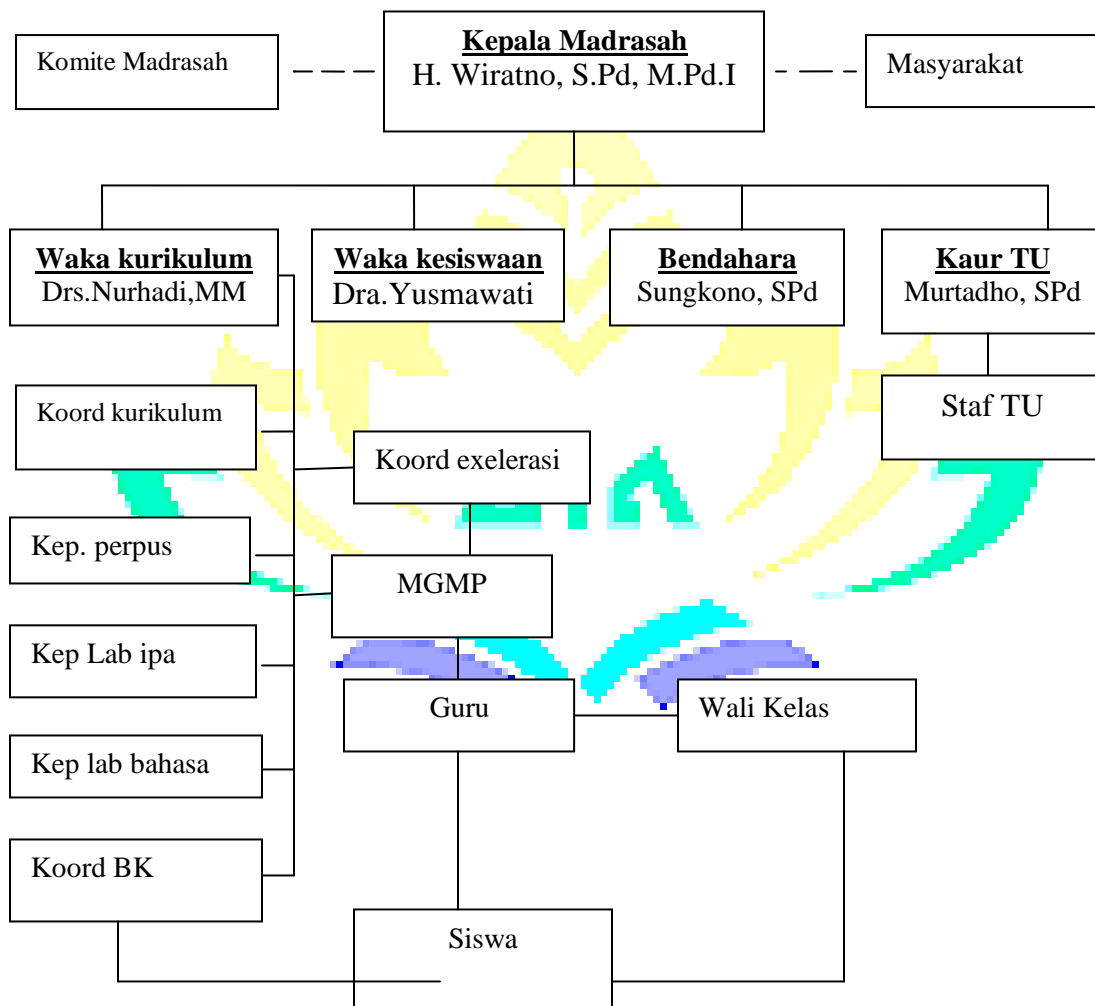 Kepala Madrasah
H. Wiratno, S.Pd, M.Pd.I
Komite Madrasah
Masyarakat
Waka kurikulum
Drs.Nurhadi,MM
Waka kesiswaan
Dra.Yusmawati
Bendahara
Sungkono, SPd
Kaur TU
Murtadho, SPd
Staf TU
Koord kurikulum
Koord exelerasi
Kep. perpus
MGMP
Kep Lab ipa
Guru
Wali Kelas
Kep lab bahasa
Koord BK
Siswa